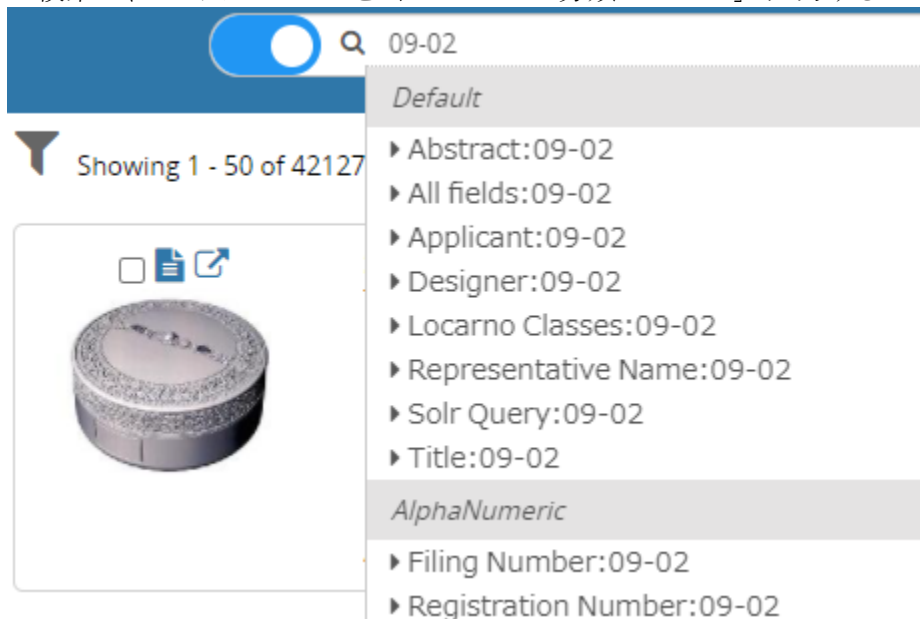 09-02
Default
Showing 1 - 50 of 42127
Abstract:09-02
All fields:09-02
Applicant:09-02
Designer:09-02
Locarno Classes:09-02
Representative Name:09-02
Solr Query:09-02
Title:09-02
AlphaNumeric
Filing Number:09-02
Registration Number:09-02